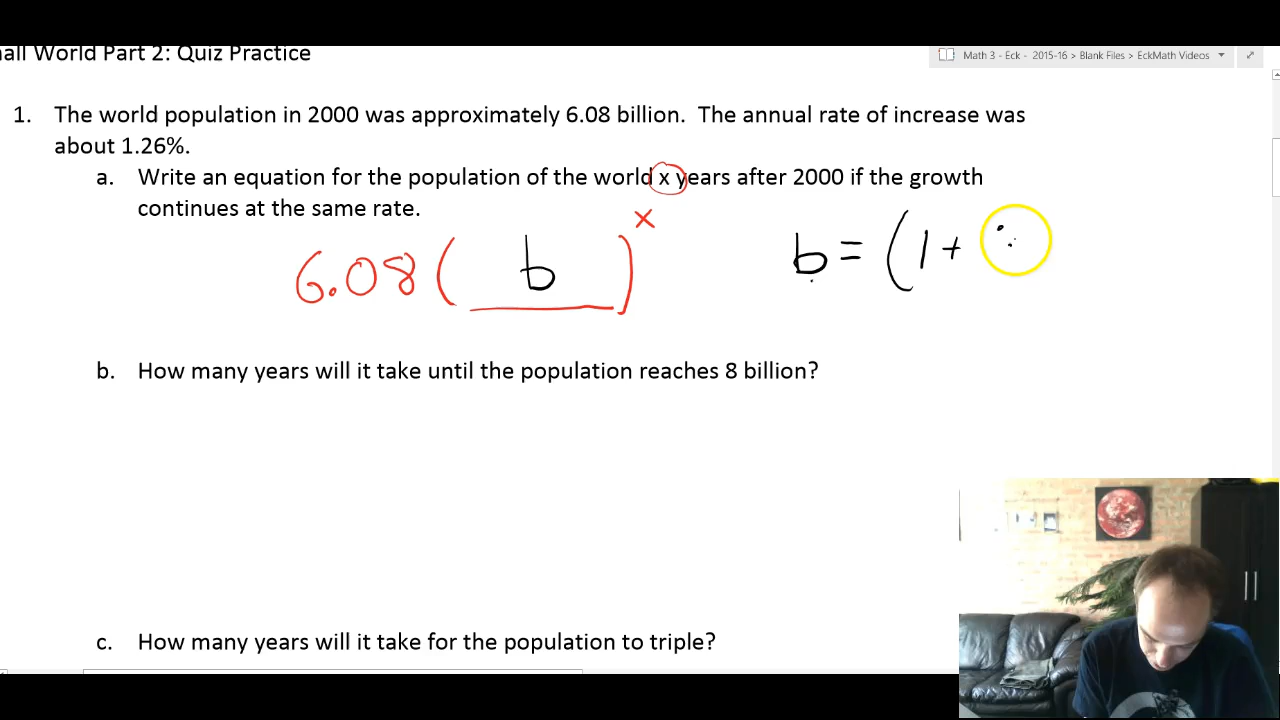 all World Part 2: Quiz Practice
Math 3 - Eck - 2015-16 > Blank Files > EckMath Videos
1. The world population in 2000 was approximately 6.08 billion. The annual rate of increase was
about 1.26%.
a. Write an equation for the population of the world x years after 2000 if the growth
continues at the same rate.
6.08 ( b )^x
b = ( 1 +
b. How many years will it take until the population reaches 8 billion?
c. How many years will it take for the population to triple?